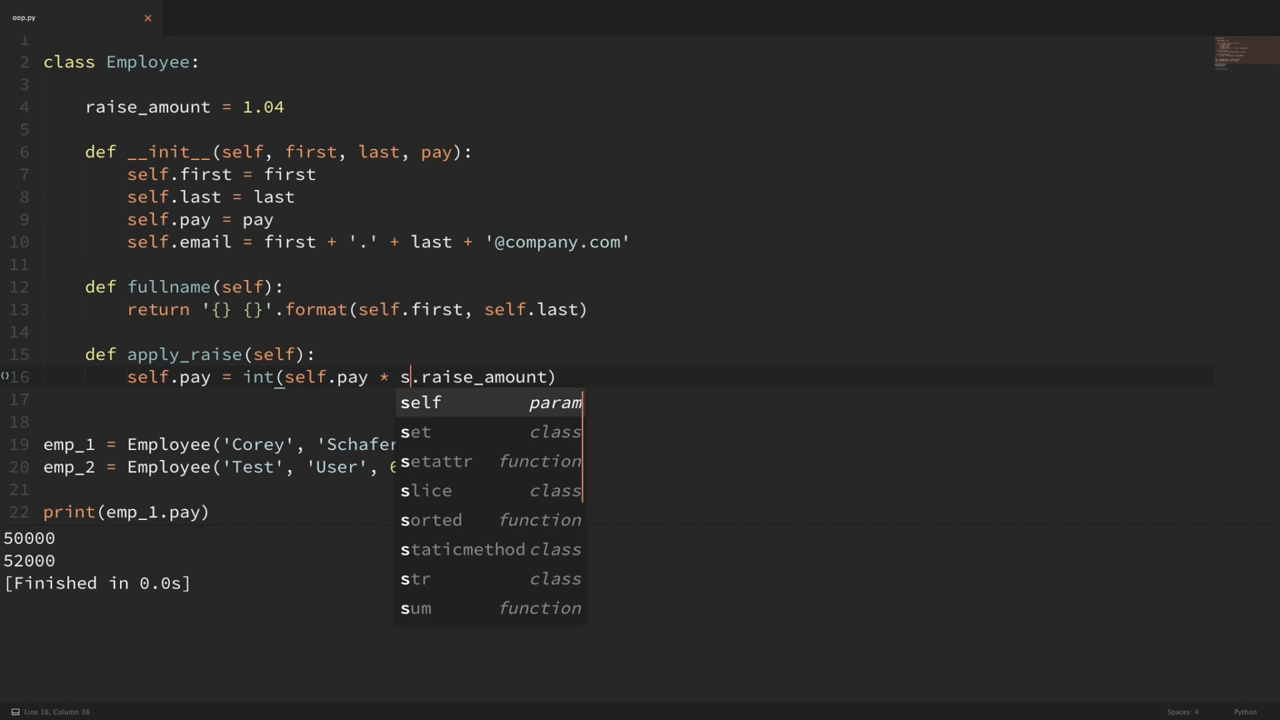 oop.py
1
2 class Employee:
3
4 raise_amount = 1.04
5
6 def __init__(self, first, last, pay):
7 self.first = first
8 self.last = last
9 self.pay = pay
10 self.email = first + '.' + last + '@company.com'
11
12 def fullname(self):
13 return '{} {}'.format(self.first, self.last)
14
15 def apply_raise(self):
16 self.pay = int(self.pay * s.raise_amount)
17
18
self param
set class
setattr function
slice class
sorted function
staticmethod class
str class
sum function
19 emp_1 = Employee('Corey', 'Schafer
20 emp_2 = Employee('Test', 'User',
21
22 print(emp_1.pay)
50000
52000
[Finished in 0.0s]
Line 16, Column 36
Spaces: 4
Python